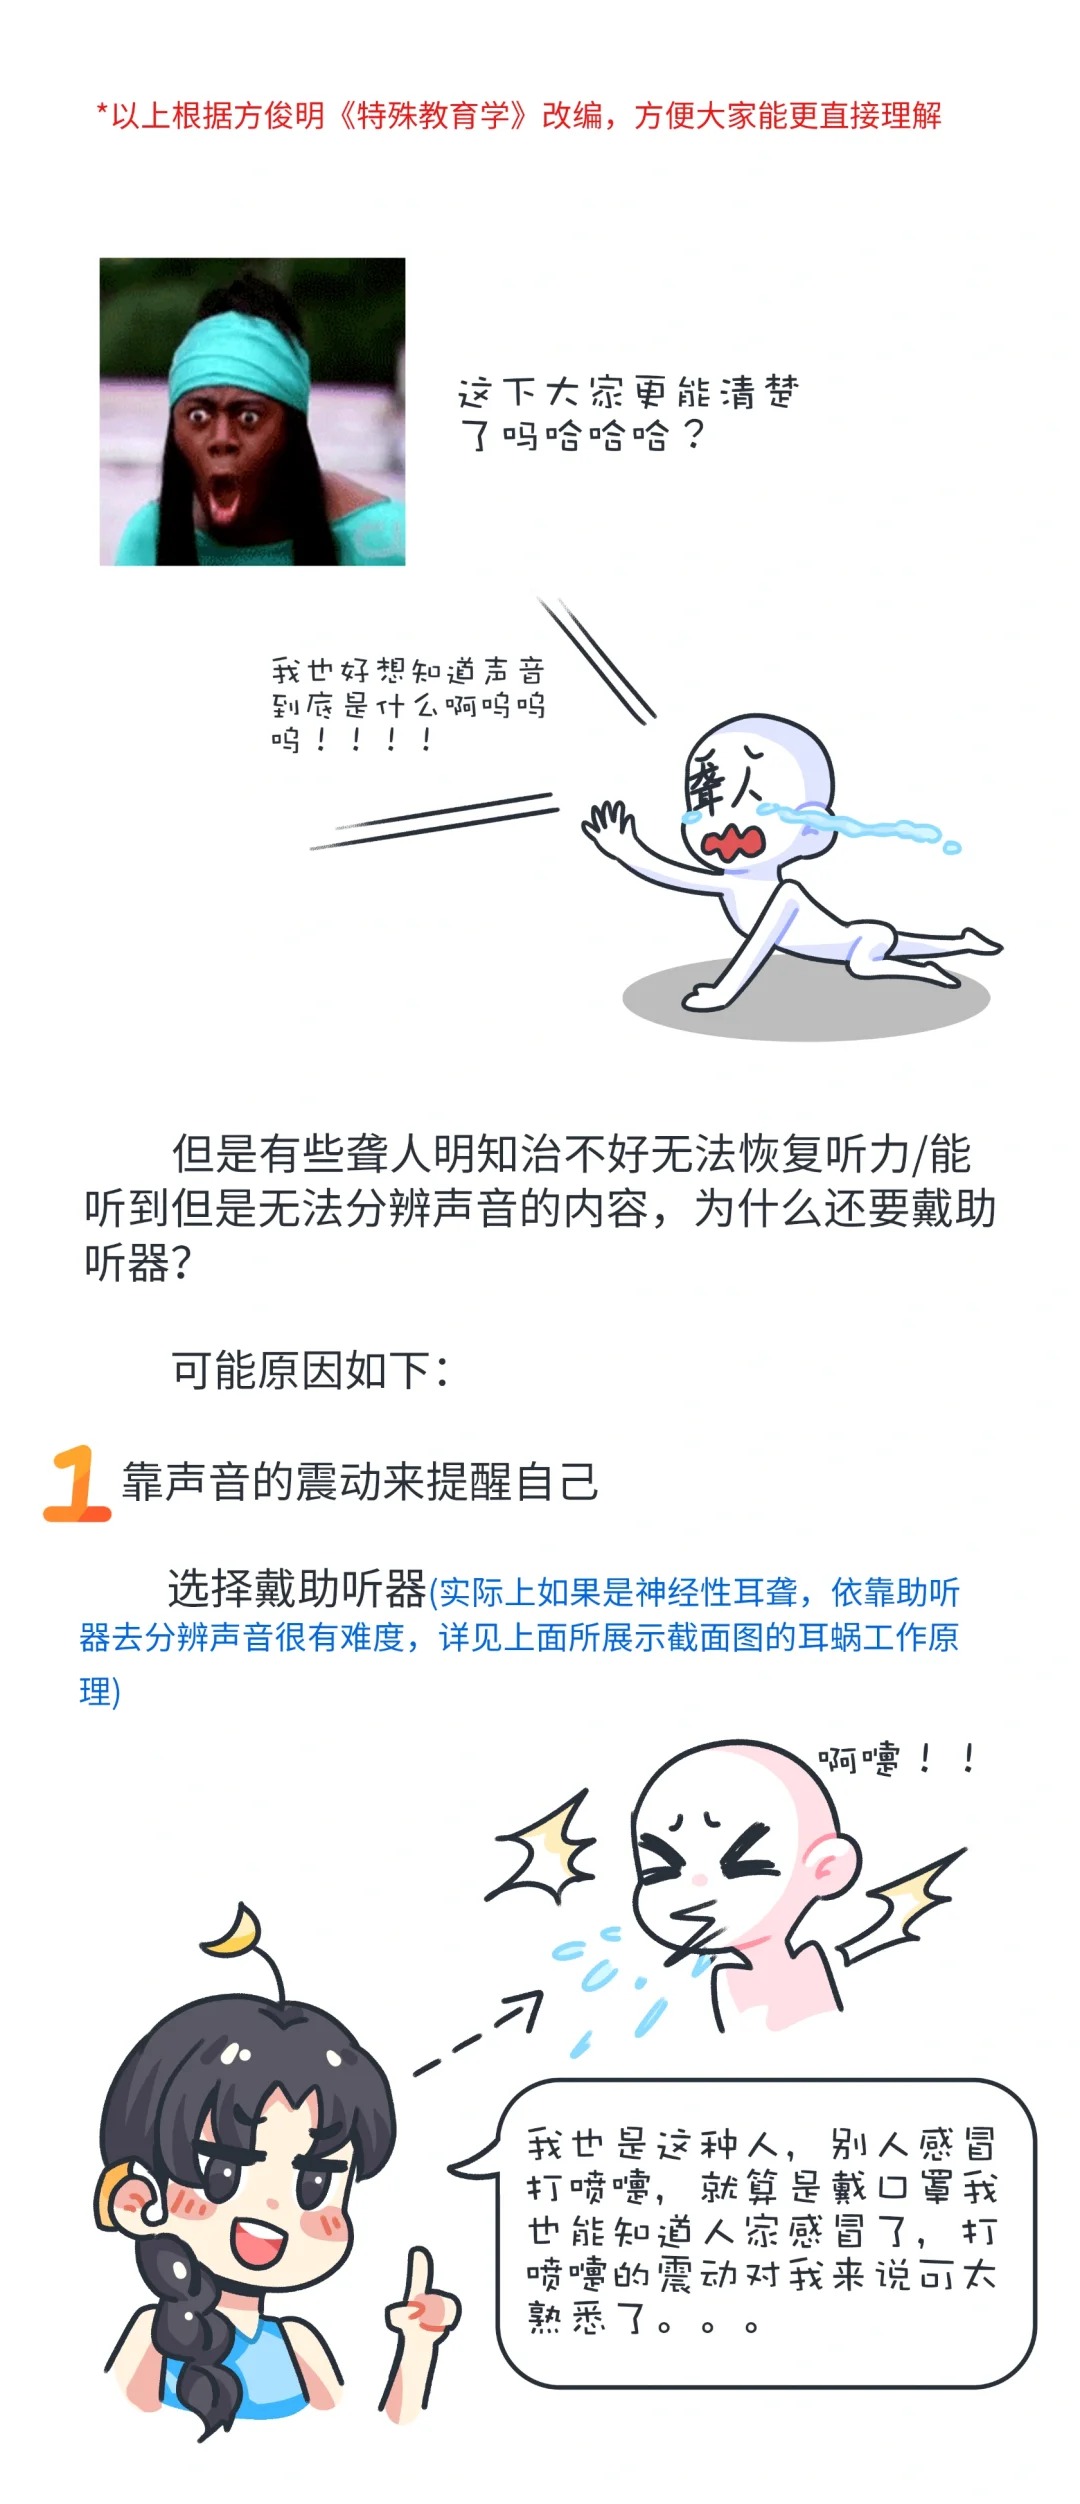 *以上根据方俊明《特殊教育学》改编，方便大家能更直接理解
这下大家更能清楚
了吗哈哈哈？
我也好想知道声音
到底是什么啊呜呜
呜！！！！
聋人
但是有些聋人明知治不好无法恢复听力/能
听到但是无法分辨声音的内容，为什么还要戴助
听器？
可能原因如下：
1 靠声音的震动来提醒自己
选择戴助听器(实际上如果是神经性耳聋，依靠助听
器去分辨声音很有难度，详见上面所展示截面图的耳蜗工作原
理)
啊嚏！！
我也是这种人，别人感冒
打喷嚏，就算是戴口罩我
也能知道人家感冒了，打
喷嚏的震动对我来说可太
熟悉了。。。